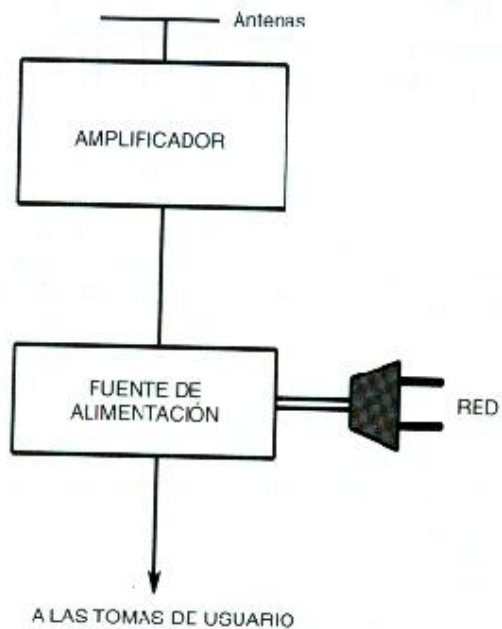 Antenas
AMPLIFICADOR
FUENTE DE
ALIMENTACIÓN
RED
A LAS TOMAS DE USUARIO